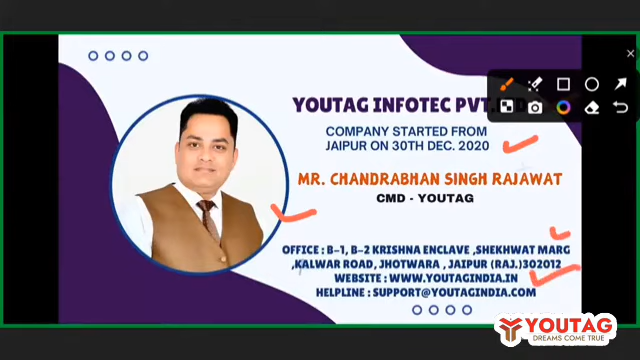 YOUTAG INFOTEC PVT.
COMPANY STARTED FROM
JAIPUR ON 30TH DEC. 2020
MR. CHANDRABHAN SINGH RAJAWAT
CMD - YOUTAG
OFFICE : B-1, B-2 KRISHNA ENCLAVE ,SHEKHWAT MARG
,KALWAR ROAD, JHOTWARA , JAIPUR (RAJ.)302012
WEBSITE : WWW.YOUTAGINDIA.IN
HELPLINE : SUPPORT@YOUTAGINDIA.COM
YOUTAG
DREAMS COME TRUE